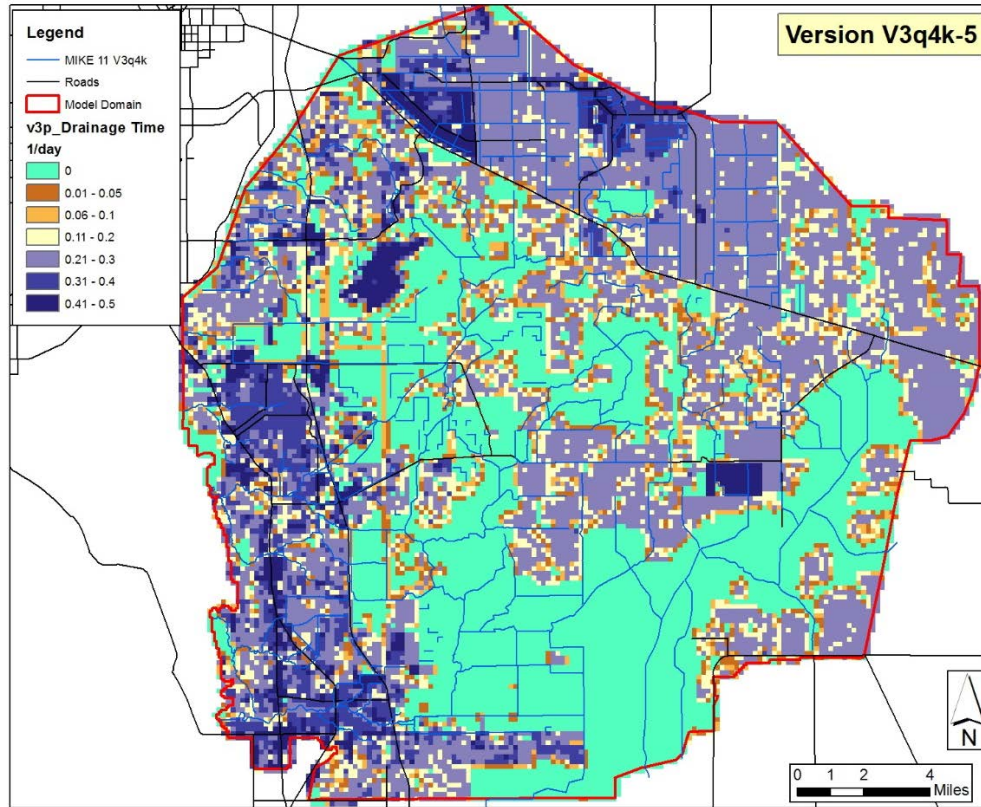 Legend
MIKE 11 V3q4k
Roads
Model Domain
v3p_Drainage Time
1/day
0
0.01 - 0.05
0.06 - 0.1
0.11 - 0.2
0.21 - 0.3
0.31 - 0.4
0.41 - 0.5
Version V3q4k-5
N
0 1 2 4
Miles